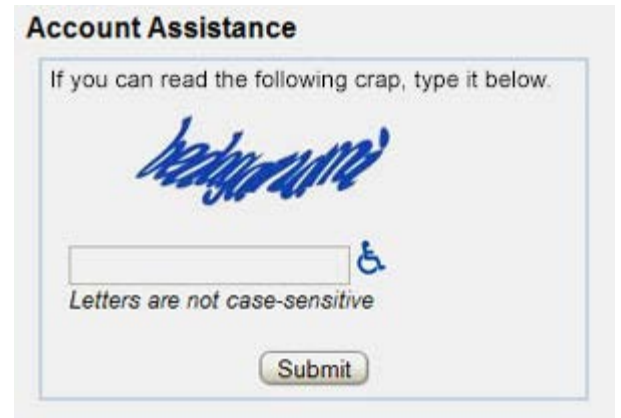 Account Assistance
If you can read the following crap, type it below.
Letters are not case-sensitive
Submit